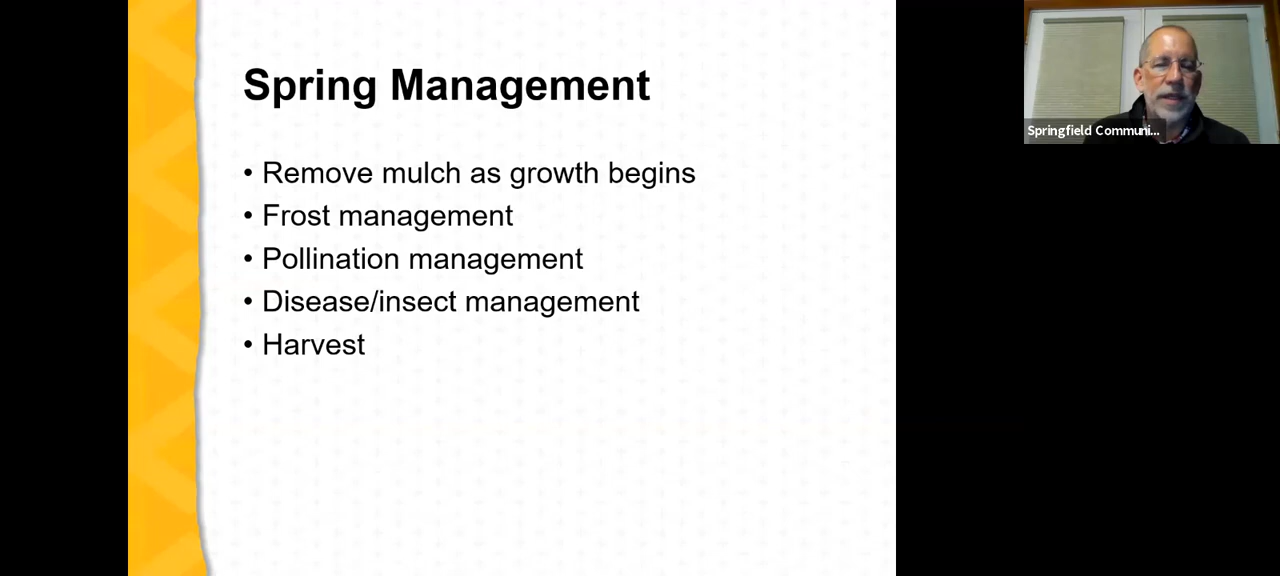 Spring Management
• Remove mulch as growth begins
• Frost management
• Pollination management
• Disease/insect management
• Harvest
Springfield Communi...